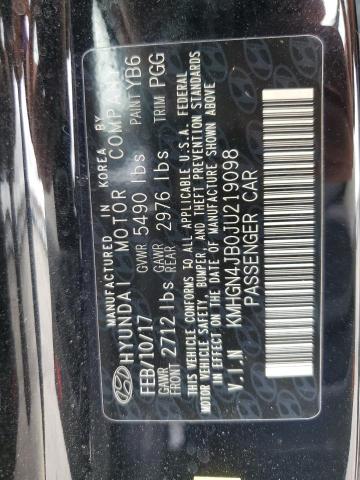 MANUFACTURED IN KOREA BY
HYUNDAI MOTOR COMPANY
FEB/10/17 GVWR 5490 lbs PAINT YB6
GAWR FRONT 2712 lbs GAWR REAR 2976 lbs TRIM PGG
THIS VEHICLE CONFORMS TO ALL APPLICABLE U.S.A. FEDERAL
MOTOR VEHICLE SAFETY, BUMPER, AND THEFT PREVENTION STANDARDS
IN EFFECT ON THE DATE OF MANUFACTURE SHOWN ABOVE.
V.I.N KMHGN4JB0JU219098
PASSENGER CAR